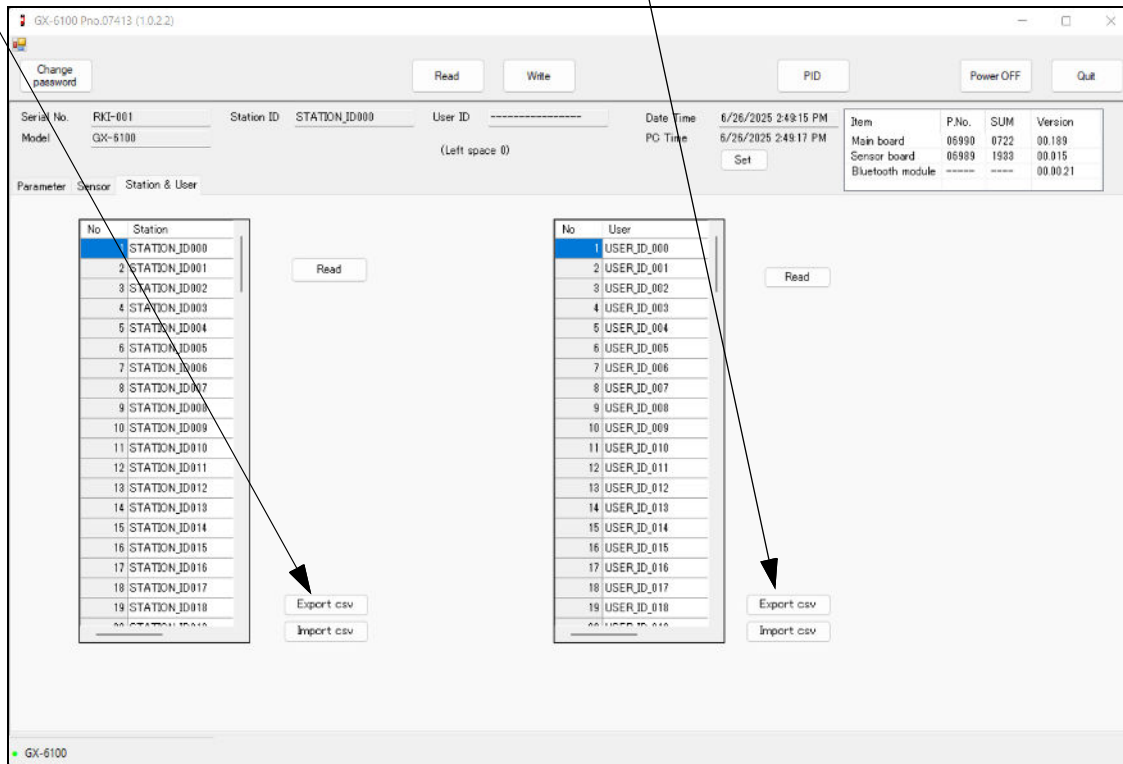 GX-6100 Pno.07413 (1.0.2.2)
Change password
Read
Write
PID
Power OFF
Quit
Serial No. RKI-001
Station ID STATION_ID000
User ID ----------------
(Left space 0)
Date Time 6/26/2025 2:49:15 PM
Model GX-6100
PC Time 6/26/2025 2:49:17 PM
Set
Item P.No. SUM Version
Main board 06990 0722 00.189
Sensor board 06989 1933 00.015
Bluetooth module ----- ---- 00.00.21
Parameter Sensor Station & User
No Station
1 STATION_ID000
2 STATION_ID001
3 STATION_ID002
4 STATION_ID003
5 STATION_ID004
6 STATION_ID005
7 STATION_ID006
8 STATION_ID007
9 STATION_ID008
10 STATION_ID009
11 STATION_ID010
12 STATION_ID011
13 STATION_ID012
14 STATION_ID013
15 STATION_ID014
16 STATION_ID015
17 STATION_ID016
18 STATION_ID017
19 STATION_ID018
Read
Export csv
Import csv
No User
1 USER_ID_000
2 USER_ID_001
3 USER_ID_002
4 USER_ID_003
5 USER_ID_004
6 USER_ID_005
7 USER_ID_006
8 USER_ID_007
9 USER_ID_008
10 USER_ID_009
11 USER_ID_010
12 USER_ID_011
13 USER_ID_012
14 USER_ID_013
15 USER_ID_014
16 USER_ID_015
17 USER_ID_016
18 USER_ID_017
19 USER_ID_018
Read
Export csv
Import csv
GX-6100